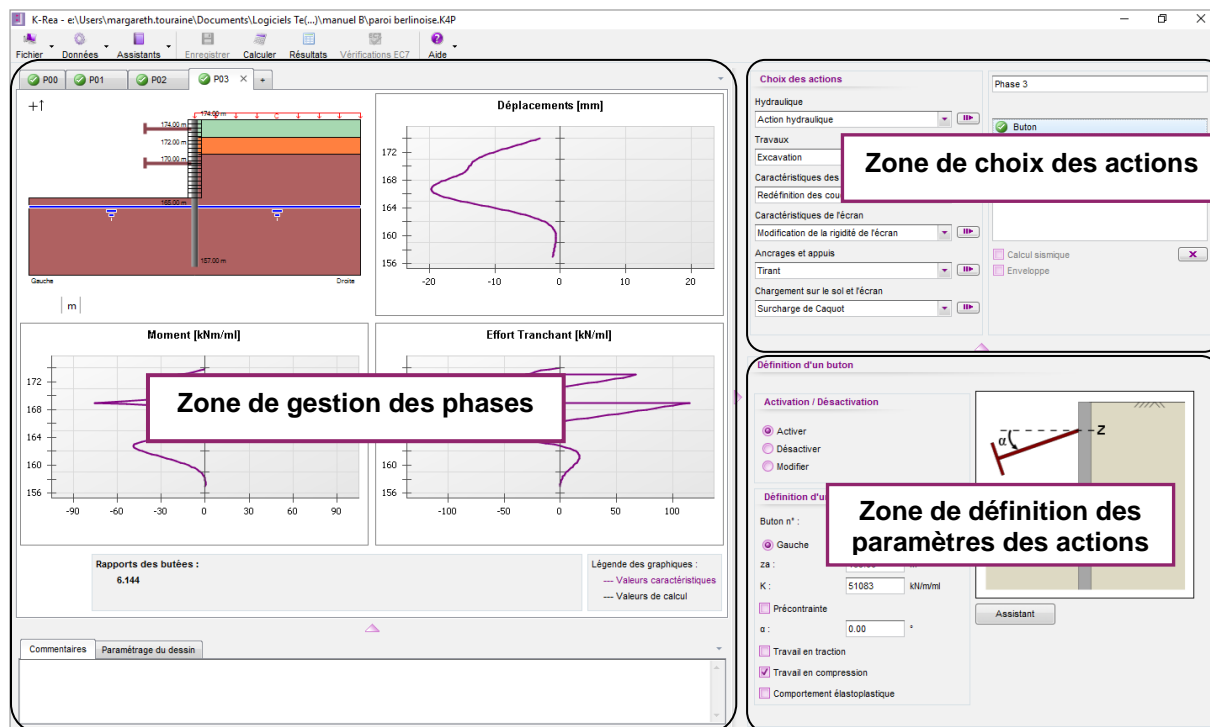 K-Rea - e:\Users\margareth.touraine\Documents\Logiciels Te(...)\manuel B\paroi berlinoise.K4P
Fichier Données Assistants Enregistrer Calculer Résultats Vérifications EC7 Aide
P00 P01 P02 P03 × +
174.00 m
174.00 m
172.00 m
170.00 m
165.00 m
157.00 m
Gauche Droite
m
Déplacements [mm]
172
168
164
160
156
-20 -10 0 10 20
Moment [kNm/ml]
172
168
164
160
156
-90 -60 -30 0 30 60 90
Effort Tranchant [kN/ml]
-100 -50 0 50 100
Zone de gestion des phases
Rapports des butées :
6.144
Légende des graphiques :
--- Valeurs caractéristiques
--- Valeurs de calcul
Commentaires Paramétrage du dessin
Choix des actions
Hydraulique
Action hydraulique
Travaux
Excavation
Caractéristiques des
Redéfinition des cou
Caractéristiques de l'écran
Modification de la rigidité de l'écran
Ancrages et appuis
Tirant
Chargement sur le sol et l'écran
Surcharge de Caquot
Phase 3
Buton
Zone de choix des actions
Calcul sismique
Enveloppe
Définition d'un buton
Activation / Désactivation
Activer
Désactiver
Modifier
α
Z
Définition d'u
Buton n° :
Gauche
za :
K : 51083 kN/m/ml
Précontrainte
α : 0.00 °
Travail en traction
Travail en compression
Comportement élastoplastique
Zone de définition des
paramètres des actions
Assistant